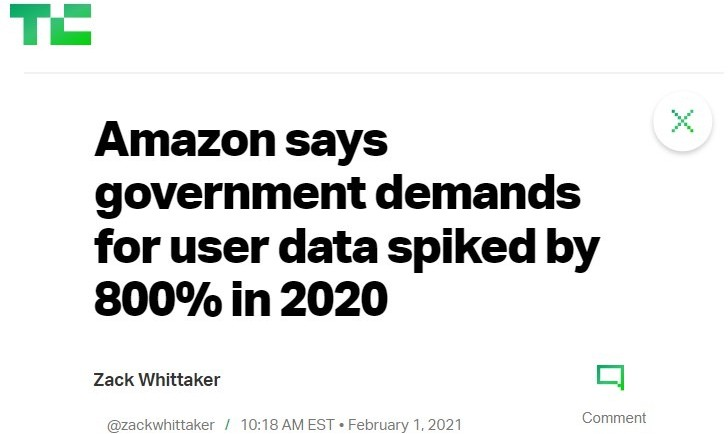 TC
Amazon says
government demands
for user data spiked by
800% in 2020
Zack Whittaker
@zackwhittaker / 10:18 AM EST • February 1, 2021
Comment